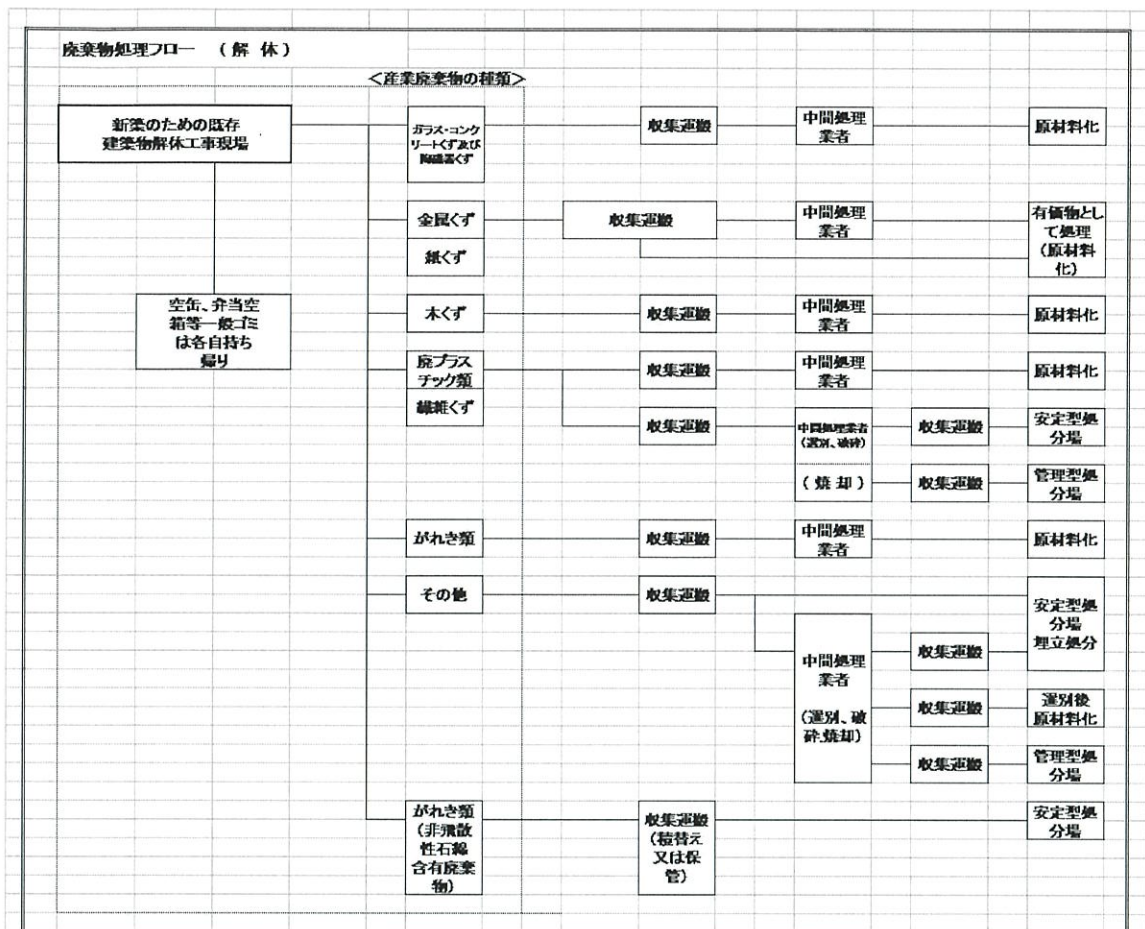 廃棄物処理フロー （解 体）
＜産業廃棄物の種類＞
新築のための既存
建築物解体工事現場
ガラス・コンク
リートくず及び
陶磁器くず
収集運搬
中間処理
業者
原材料化
金属くず
収集運搬
中間処理
業者
有価物とし
て処理
（原材料
化）
紙くず
空缶、弁当空
箱等一般ゴミ
は各自持ち
帰り
木くず
収集運搬
中間処理
業者
原材料化
廃プラス
チック類
収集運搬
中間処理
業者
原材料化
繊維くず
収集運搬
中間処理業者
（選別、破砕）
収集運搬
安定型処
分場
（焼却）
収集運搬
管理型処
分場
がれき類
収集運搬
中間処理
業者
原材料化
その他
収集運搬
安定型処
分場
埋立処分
中間処理
業者
（選別、破
砕.焼却）
収集運搬
収集運搬
選別後
原材料化
収集運搬
管理型処
分場
がれき類
（非飛散
性石綿
含有廃棄
物）
収集運搬
（積替え
又は保
管）
安定型処
分場